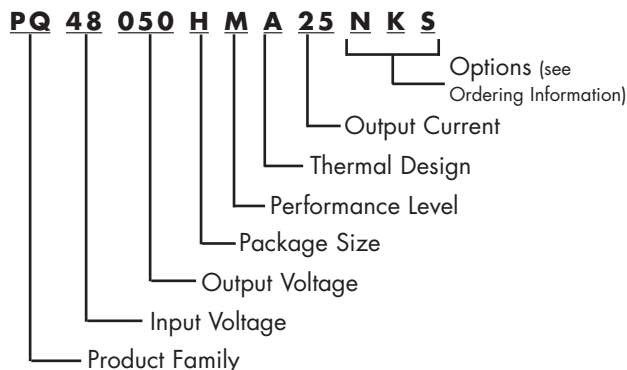 PQ 48 050 H M A 25 N K S
Options (see
Ordering Information)
Output Current
Thermal Design
Performance Level
Package Size
Output Voltage
Input Voltage
Product Family